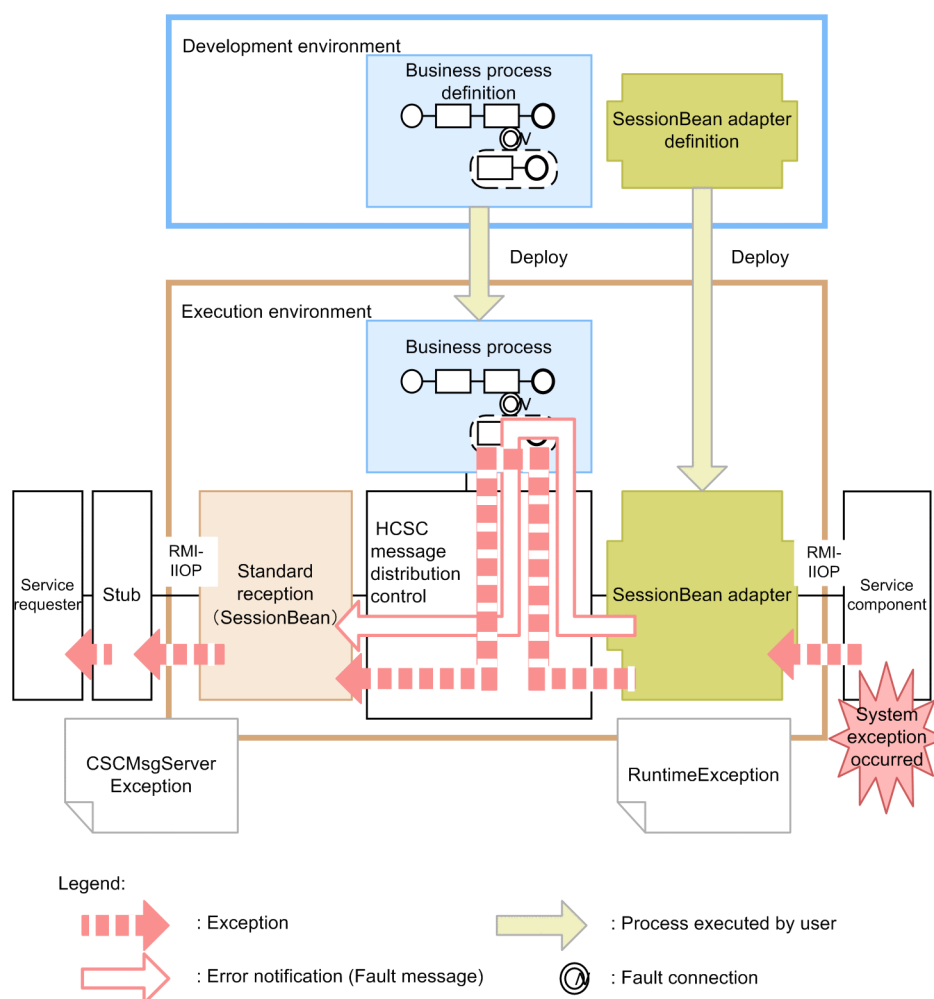 Development environment
Business process
definition
SessionBean adapter
definition
Deploy
Deploy
Execution environment
Business process
Service
requester
Stub
RMI-
IIOP
Standard
reception
(SessionBean)
HCSC
message
distribution
control
SessionBean adapter
RMI-
IIOP
Service
component
System
exception
occurred
CSCMsgServer
Exception
RuntimeException
Legend:
: Exception
: Process executed by user
: Error notification (Fault message)
: Fault connection